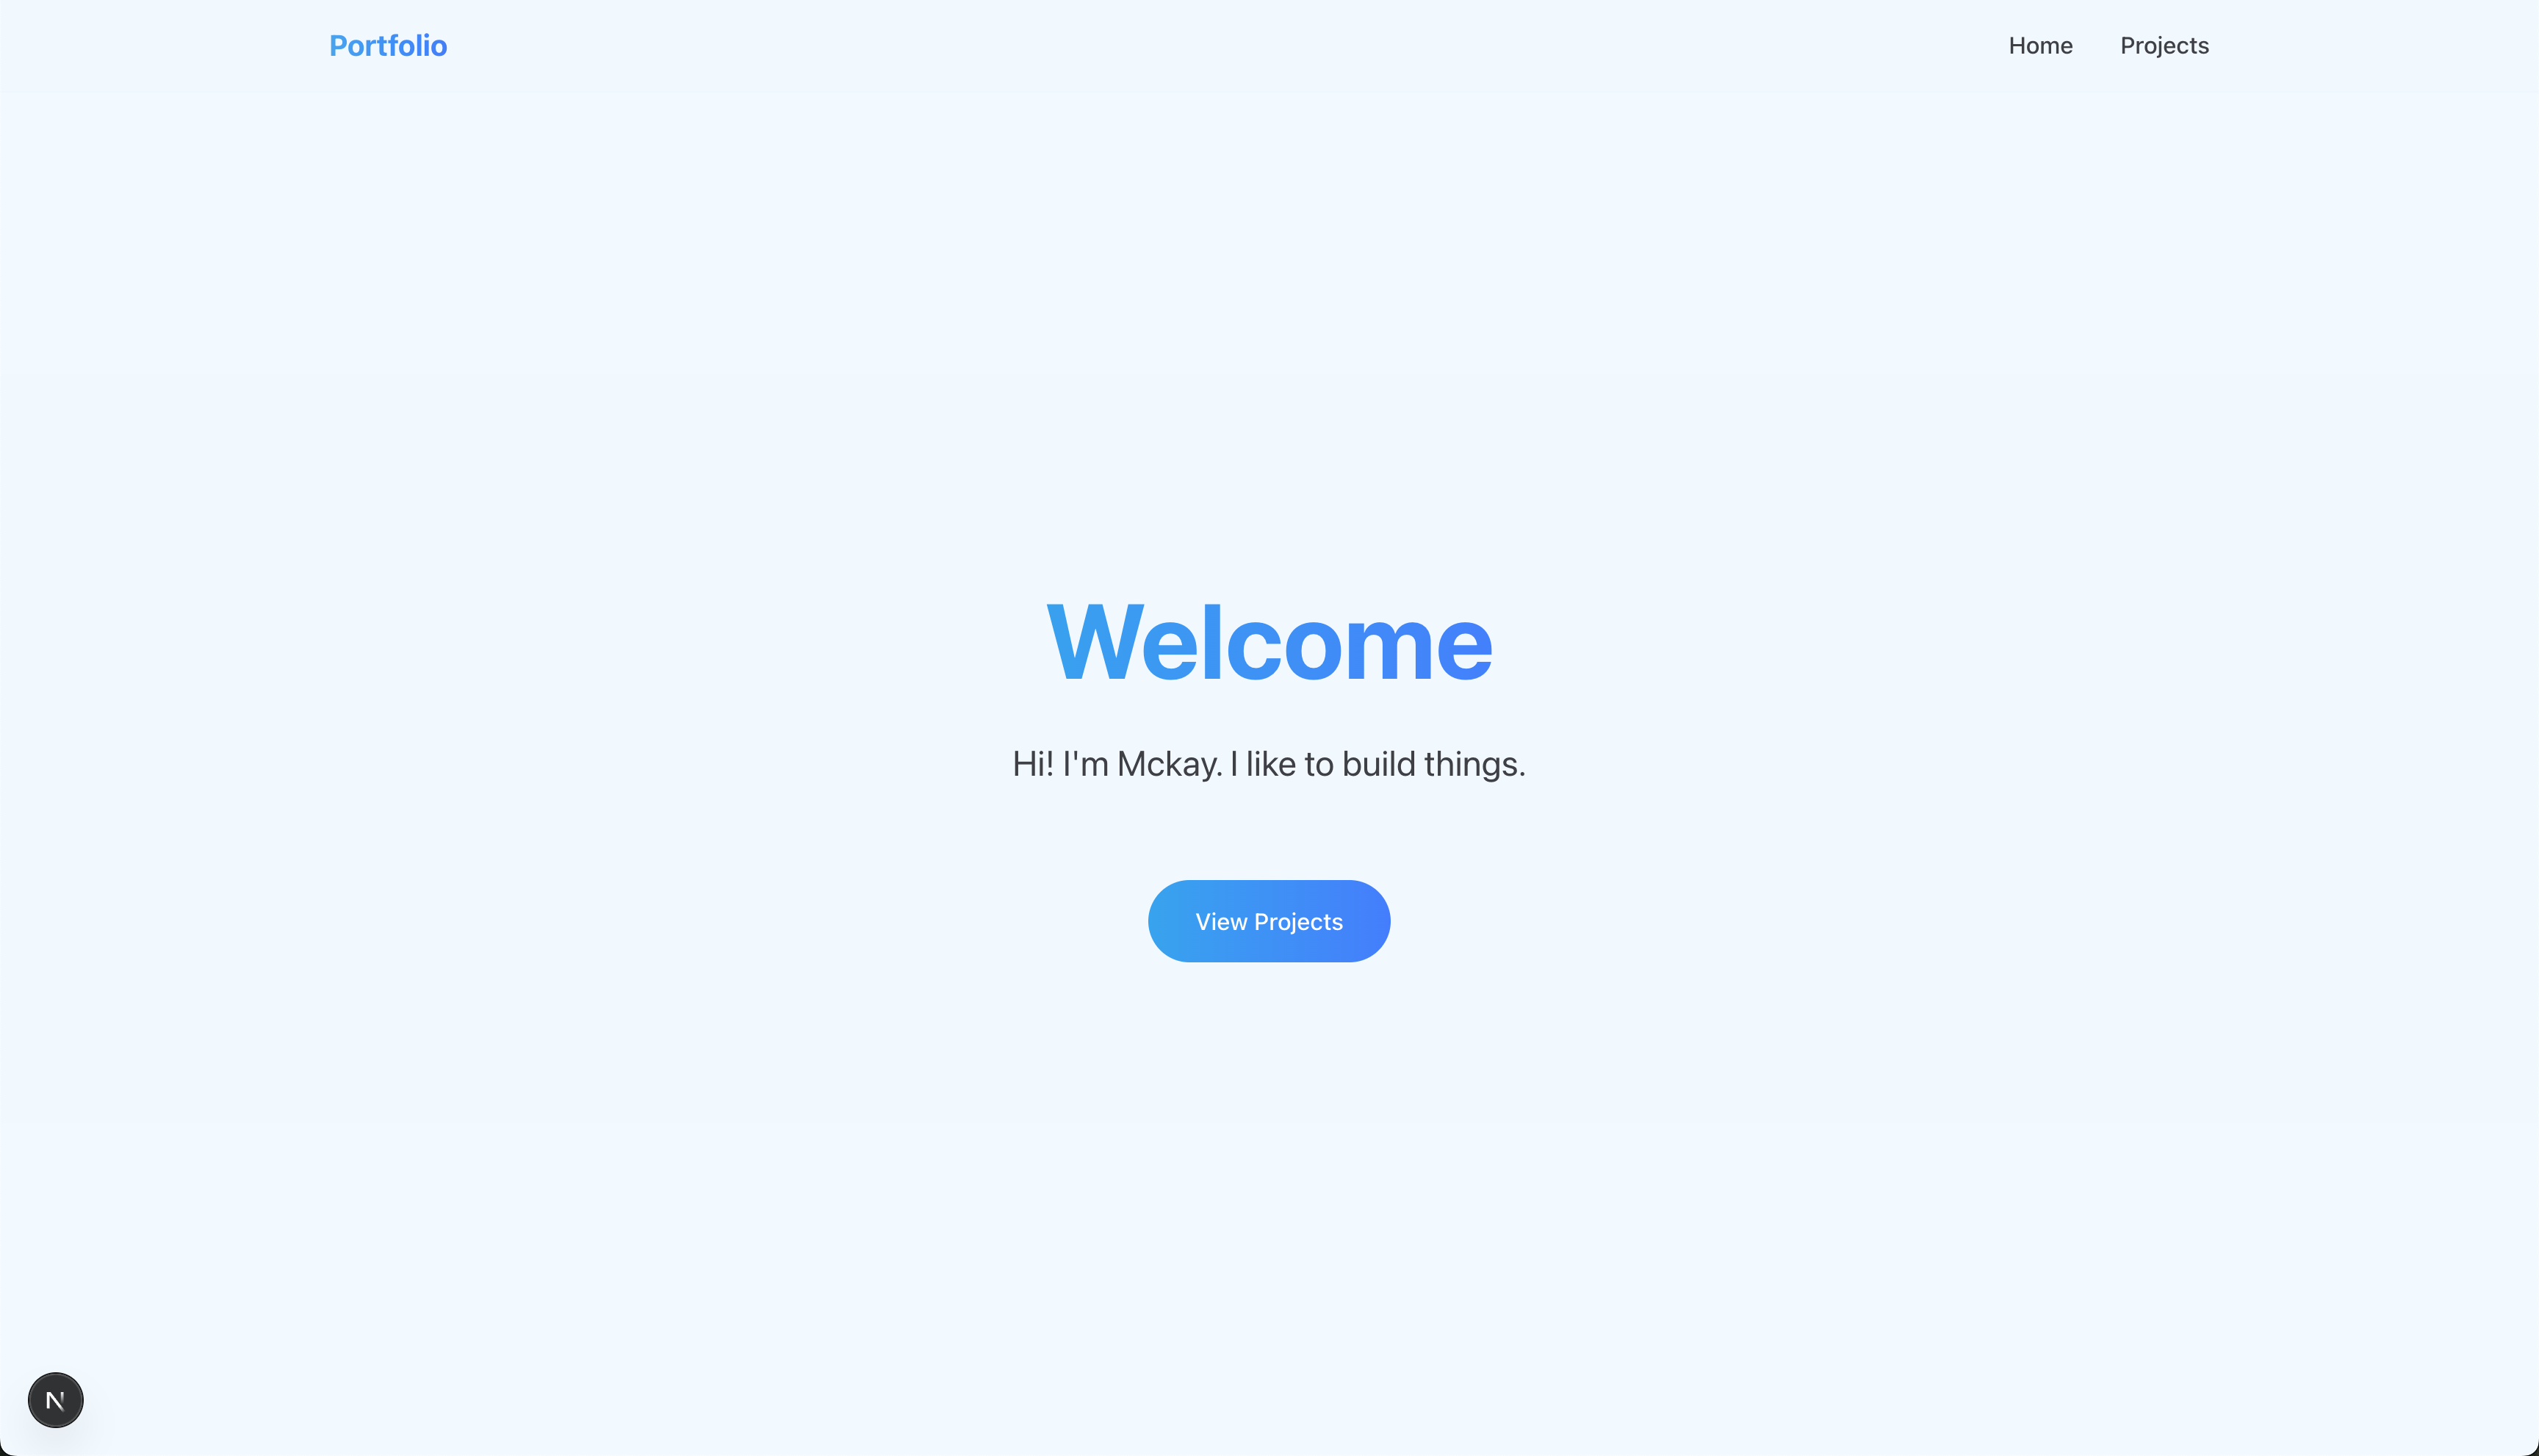 Portfolio
Home
Projects
Welcome
Hi! I'm Mckay. I like to build things.
View Projects
N